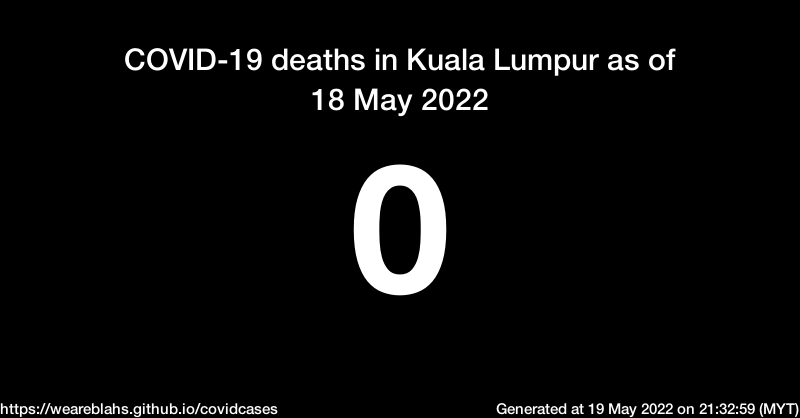 COVID-19 deaths in Kuala Lumpur as of
18 May 2022
0
https://weareblahs.github.io/covidcases
Generated at 19 May 2022 on 21:32:59 (MYT)